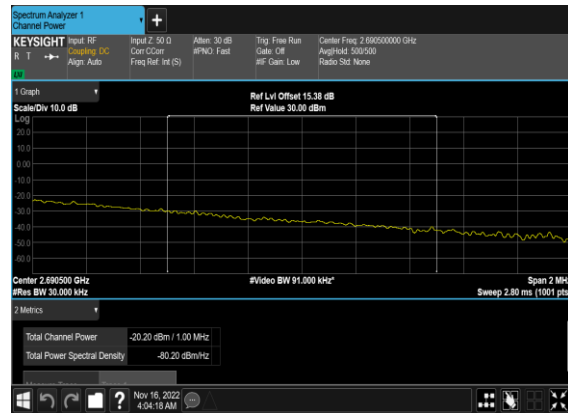 Spectrum Analyzer 1
Channel Power
KEYSIGHT Input: RF Input Z: 50 Ω Atten: 30 dB Trig: Free Run Center Freq: 2.690500000 GHz
R T Coupling: DC Corr CCorr #PNO: Fast Gate: Off Avg|Hold: 500/500
Align: Auto Freq Ref: Int (S) #IF Gain: Low Radio Std: None
1 Graph
Ref Lvl Offset 15.38 dB
Scale/Div 10.0 dB Ref Value 30.00 dBm
Log
20.0
10.0
0.00
-10.0
-20.0
-30.0
-40.0
-50.0
-60.0
Center 2.690500 GHz #Video BW 91.000 kHz* Span 2 MHz
#Res BW 30.000 kHz Sweep 2.80 ms (1001 pts
2 Metrics
Total Channel Power -20.20 dBm / 1.00 MHz
Total Power Spectral Density -80.20 dBm/Hz
?
Nov 16, 2022
4:04:18 AM